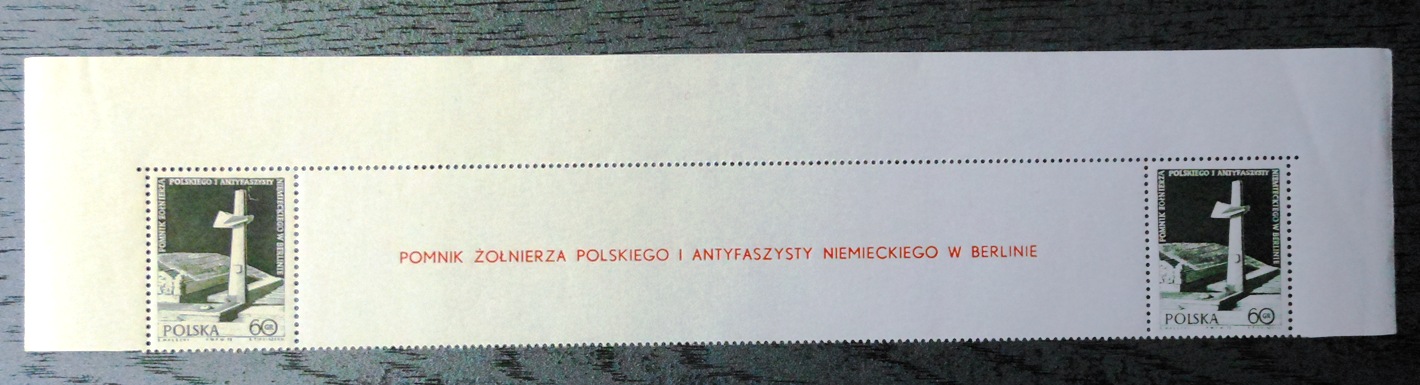 POMNIK ŻOŁNIERZA
POLSKIEGO I ANTYFASZYSTY
NIEMIECKIEGO W BERLINIE
POLSKA 60 GR
POMNIK ŻOŁNIERZA POLSKIEGO I ANTYFASZYSTY NIEMIECKIEGO W BERLINIE
POMNIK ŻOŁNIERZA
POLSKIEGO I ANTYFASZYSTY
NIEMIECKIEGO W BERLINIE
POLSKA 60 GR